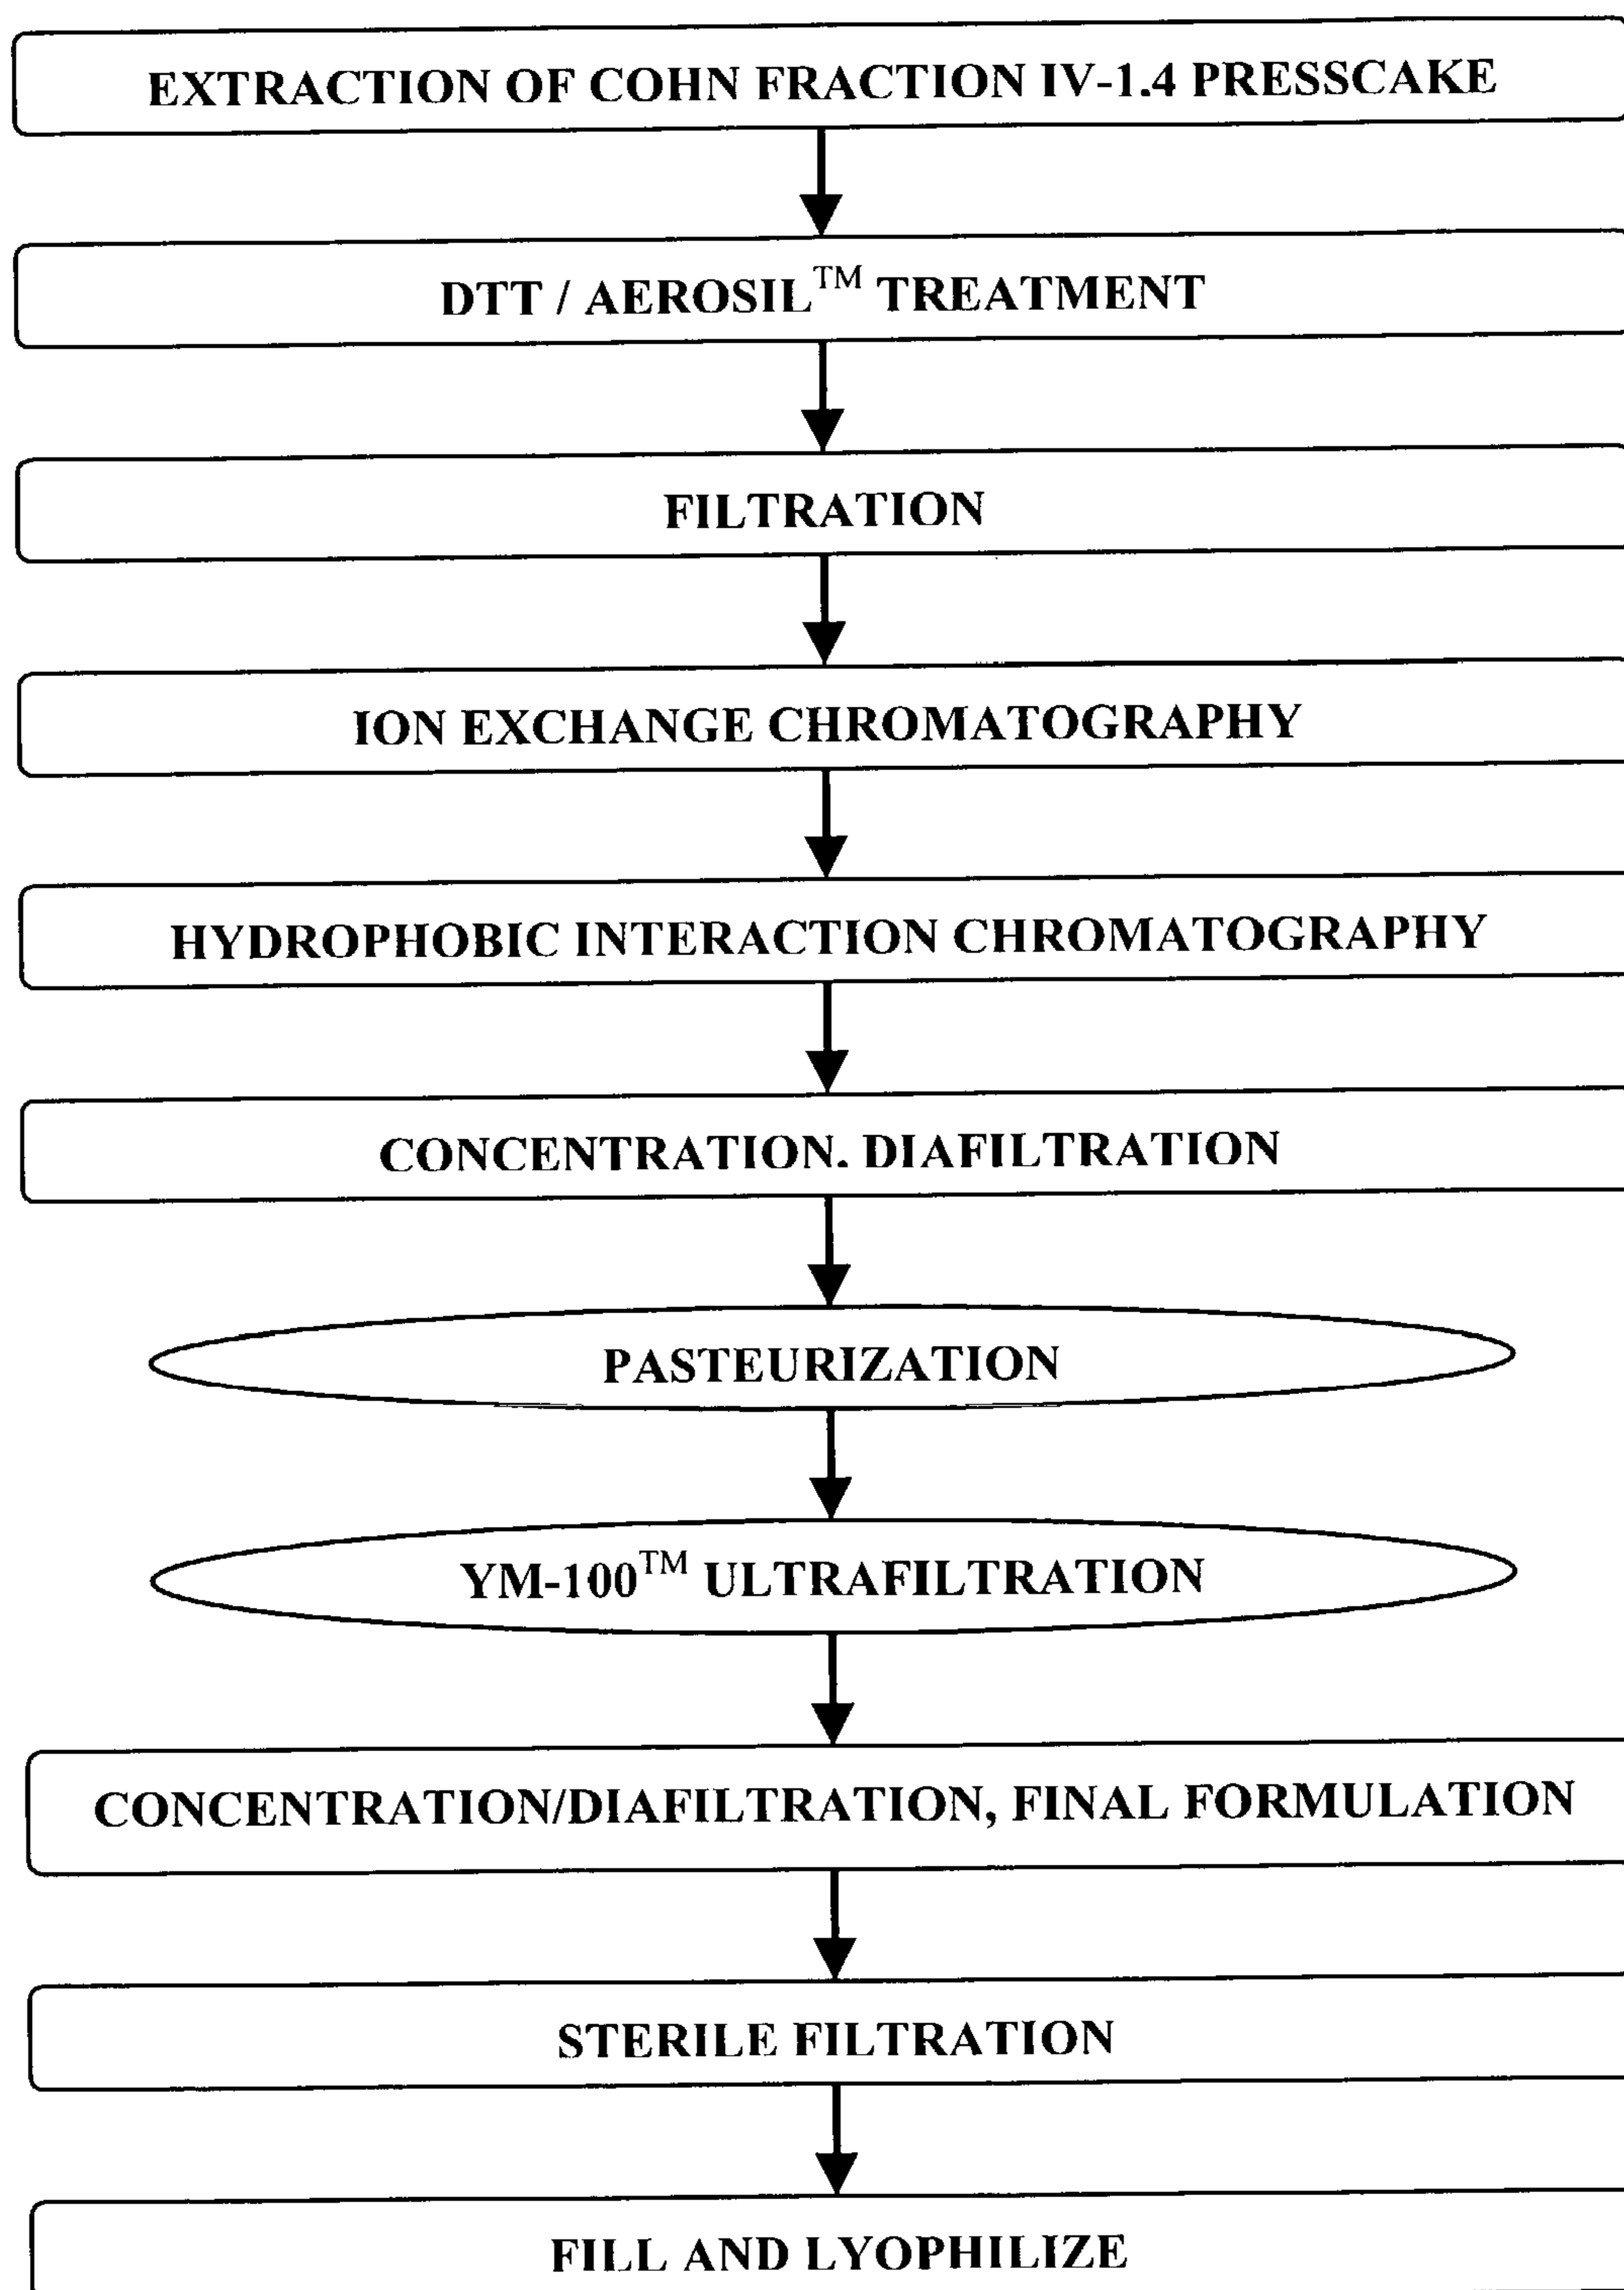 EXTRACTION OF COHN FRACTION IV-1.4 PRESSCAKE
DTT / AEROSIL™ TREATMENT
FILTRATION
ION EXCHANGE CHROMATOGRAPHY
HYDROPHOBIC INTERACTION CHROMATOGRAPHY
CONCENTRATION. DIAFILTRATION
PASTEURIZATION
YM-100™ ULTRAFILTRATION
CONCENTRATION/DIAFILTRATION, FINAL FORMULATION
STERILE FILTRATION
FILL AND LYOPHILIZE